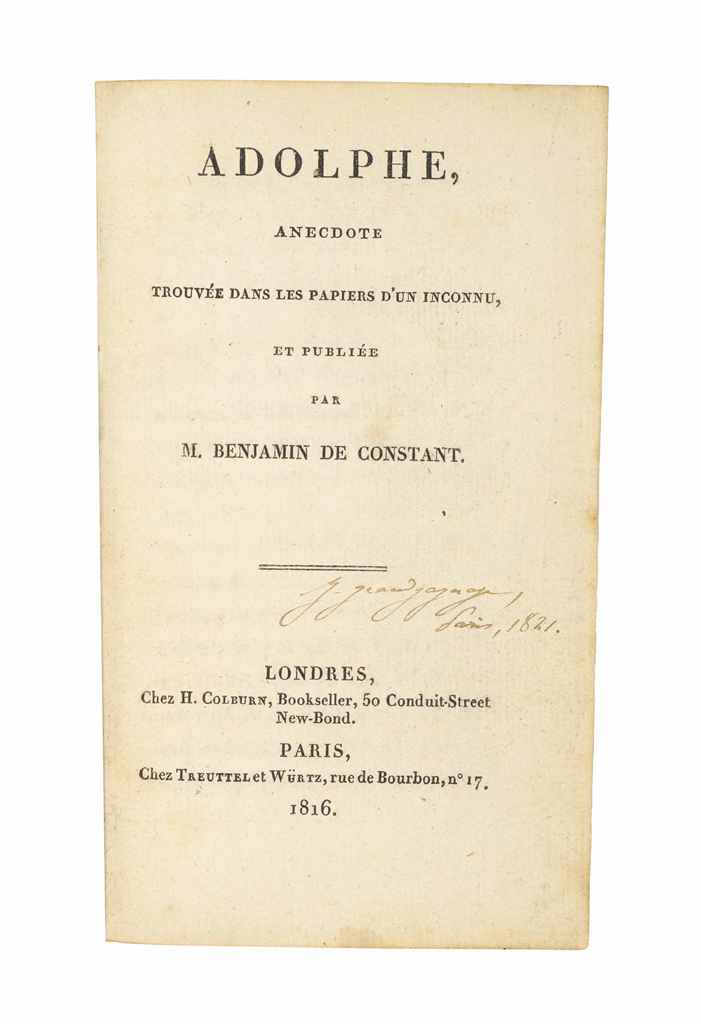 ADOLPHE,
ANECDOTE
TROUVÉE DANS LES PAPIERS D'UN INCONNU,
ET PUBLIÉE
PAR
M. BENJAMIN DE CONSTANT.
J. grandgagnage,
Paris, 1821.
LONDRES,
Chez H. COLBURN, Bookseller, 50 Conduit-Street
New-Bond.
PARIS,
Chez TREUTTEL et WÜRTZ, rue de Bourbon, n° 17.
1816.